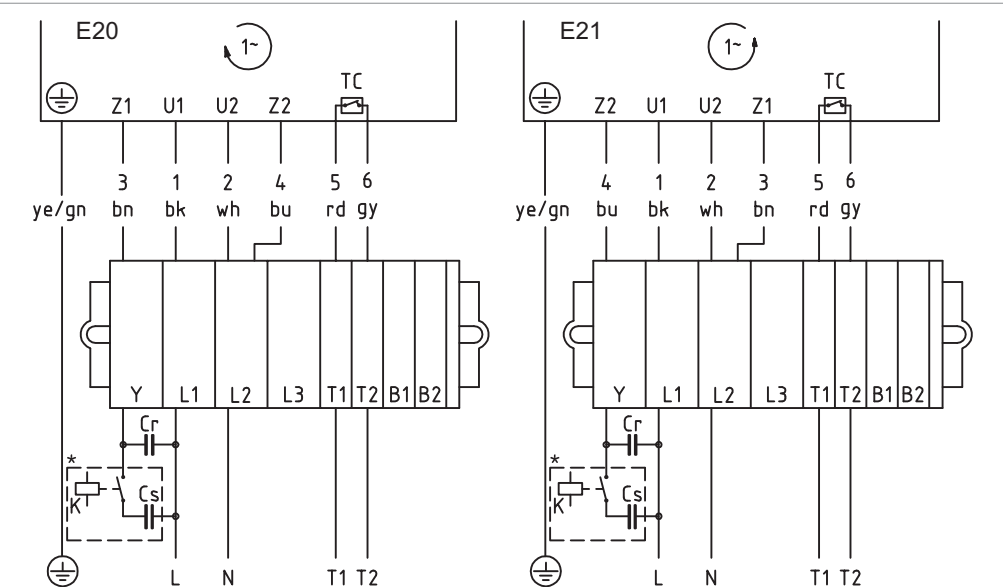 E20
1~
TC
Z1 U1 U2 Z2
3 1 2 4 5 6
ye/gn bn bk wh bu rd gy
Y L1 L2 L3 T1 T2 B1 B2
Cr
*
K
Cs
L N T1 T2
E21
1~
TC
Z2 U1 U2 Z1
4 1 2 3 5 6
ye/gn bu bk wh bn rd gy
Y L1 L2 L3 T1 T2 B1 B2
Cr
*
K
Cs
L N T1 T2